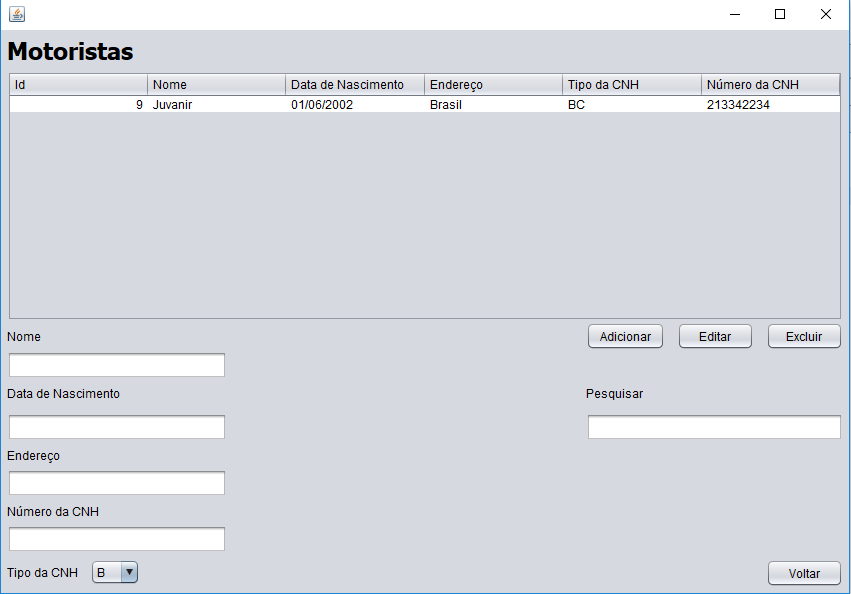 Motoristas
Id Nome Data de Nascimento Endereço Tipo da CNH Número da CNH
9 Juvanir 01/06/2002 Brasil BC 213342234
Nome
Adicionar Editar Excluir
Data de Nascimento
Pesquisar
Endereço
Número da CNH
Tipo da CNH B
Voltar